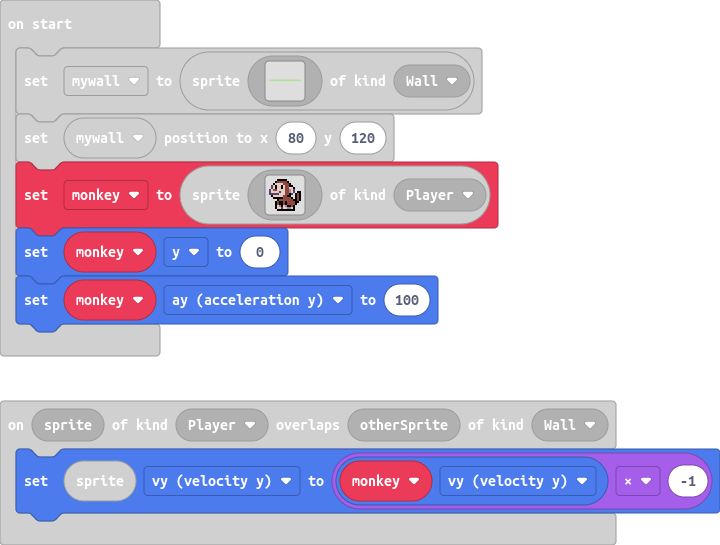 on start
set mywall to sprite of kind Wall
set mywall position to x 80 y 120
set monkey to sprite of kind Player
set monkey y to 0
set monkey ay (acceleration y) to 100
on sprite of kind Player overlaps otherSprite of kind Wall
set sprite vy (velocity y) to monkey vy (velocity y) × -1